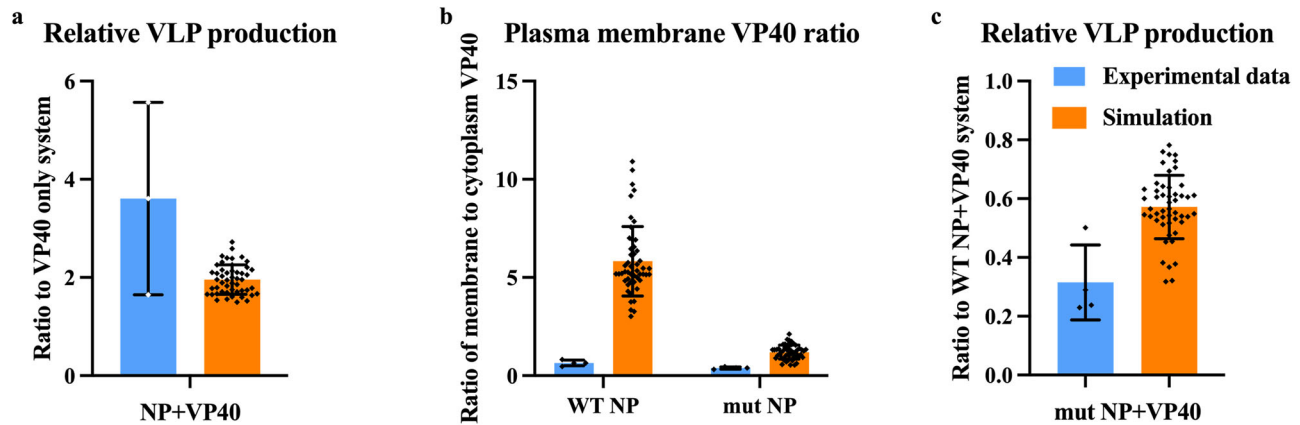 a
Relative VLP production
Ratio to VP40 only system
6
4
2
0
NP+VP40
b
Plasma membrane VP40 ratio
Ratio of membrane to cytoplasm VP40
15
10
5
0
WT NP
mut NP
c
Relative VLP production
Experimental data
Simulation
Ratio to WT NP+VP40 system
1.0
0.8
0.6
0.4
0.2
0.0
mut NP+VP40